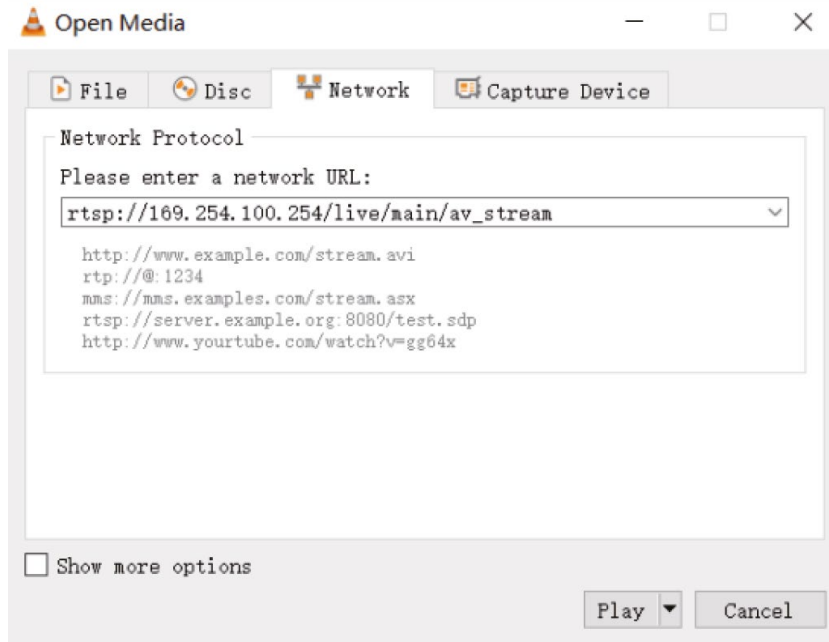 Open Media
File Disc Network Capture Device
Network Protocol
Please enter a network URL:
rtsp://169.254.100.254/live/main/av_stream
http://www.example.com/stream.avi
rtp://@:1234
mms://mms.examples.com/stream.asx
rtsp://server.example.org:8080/test.sdp
http://www.yourtube.com/watch?v=gg64x
Show more options
Play Cancel